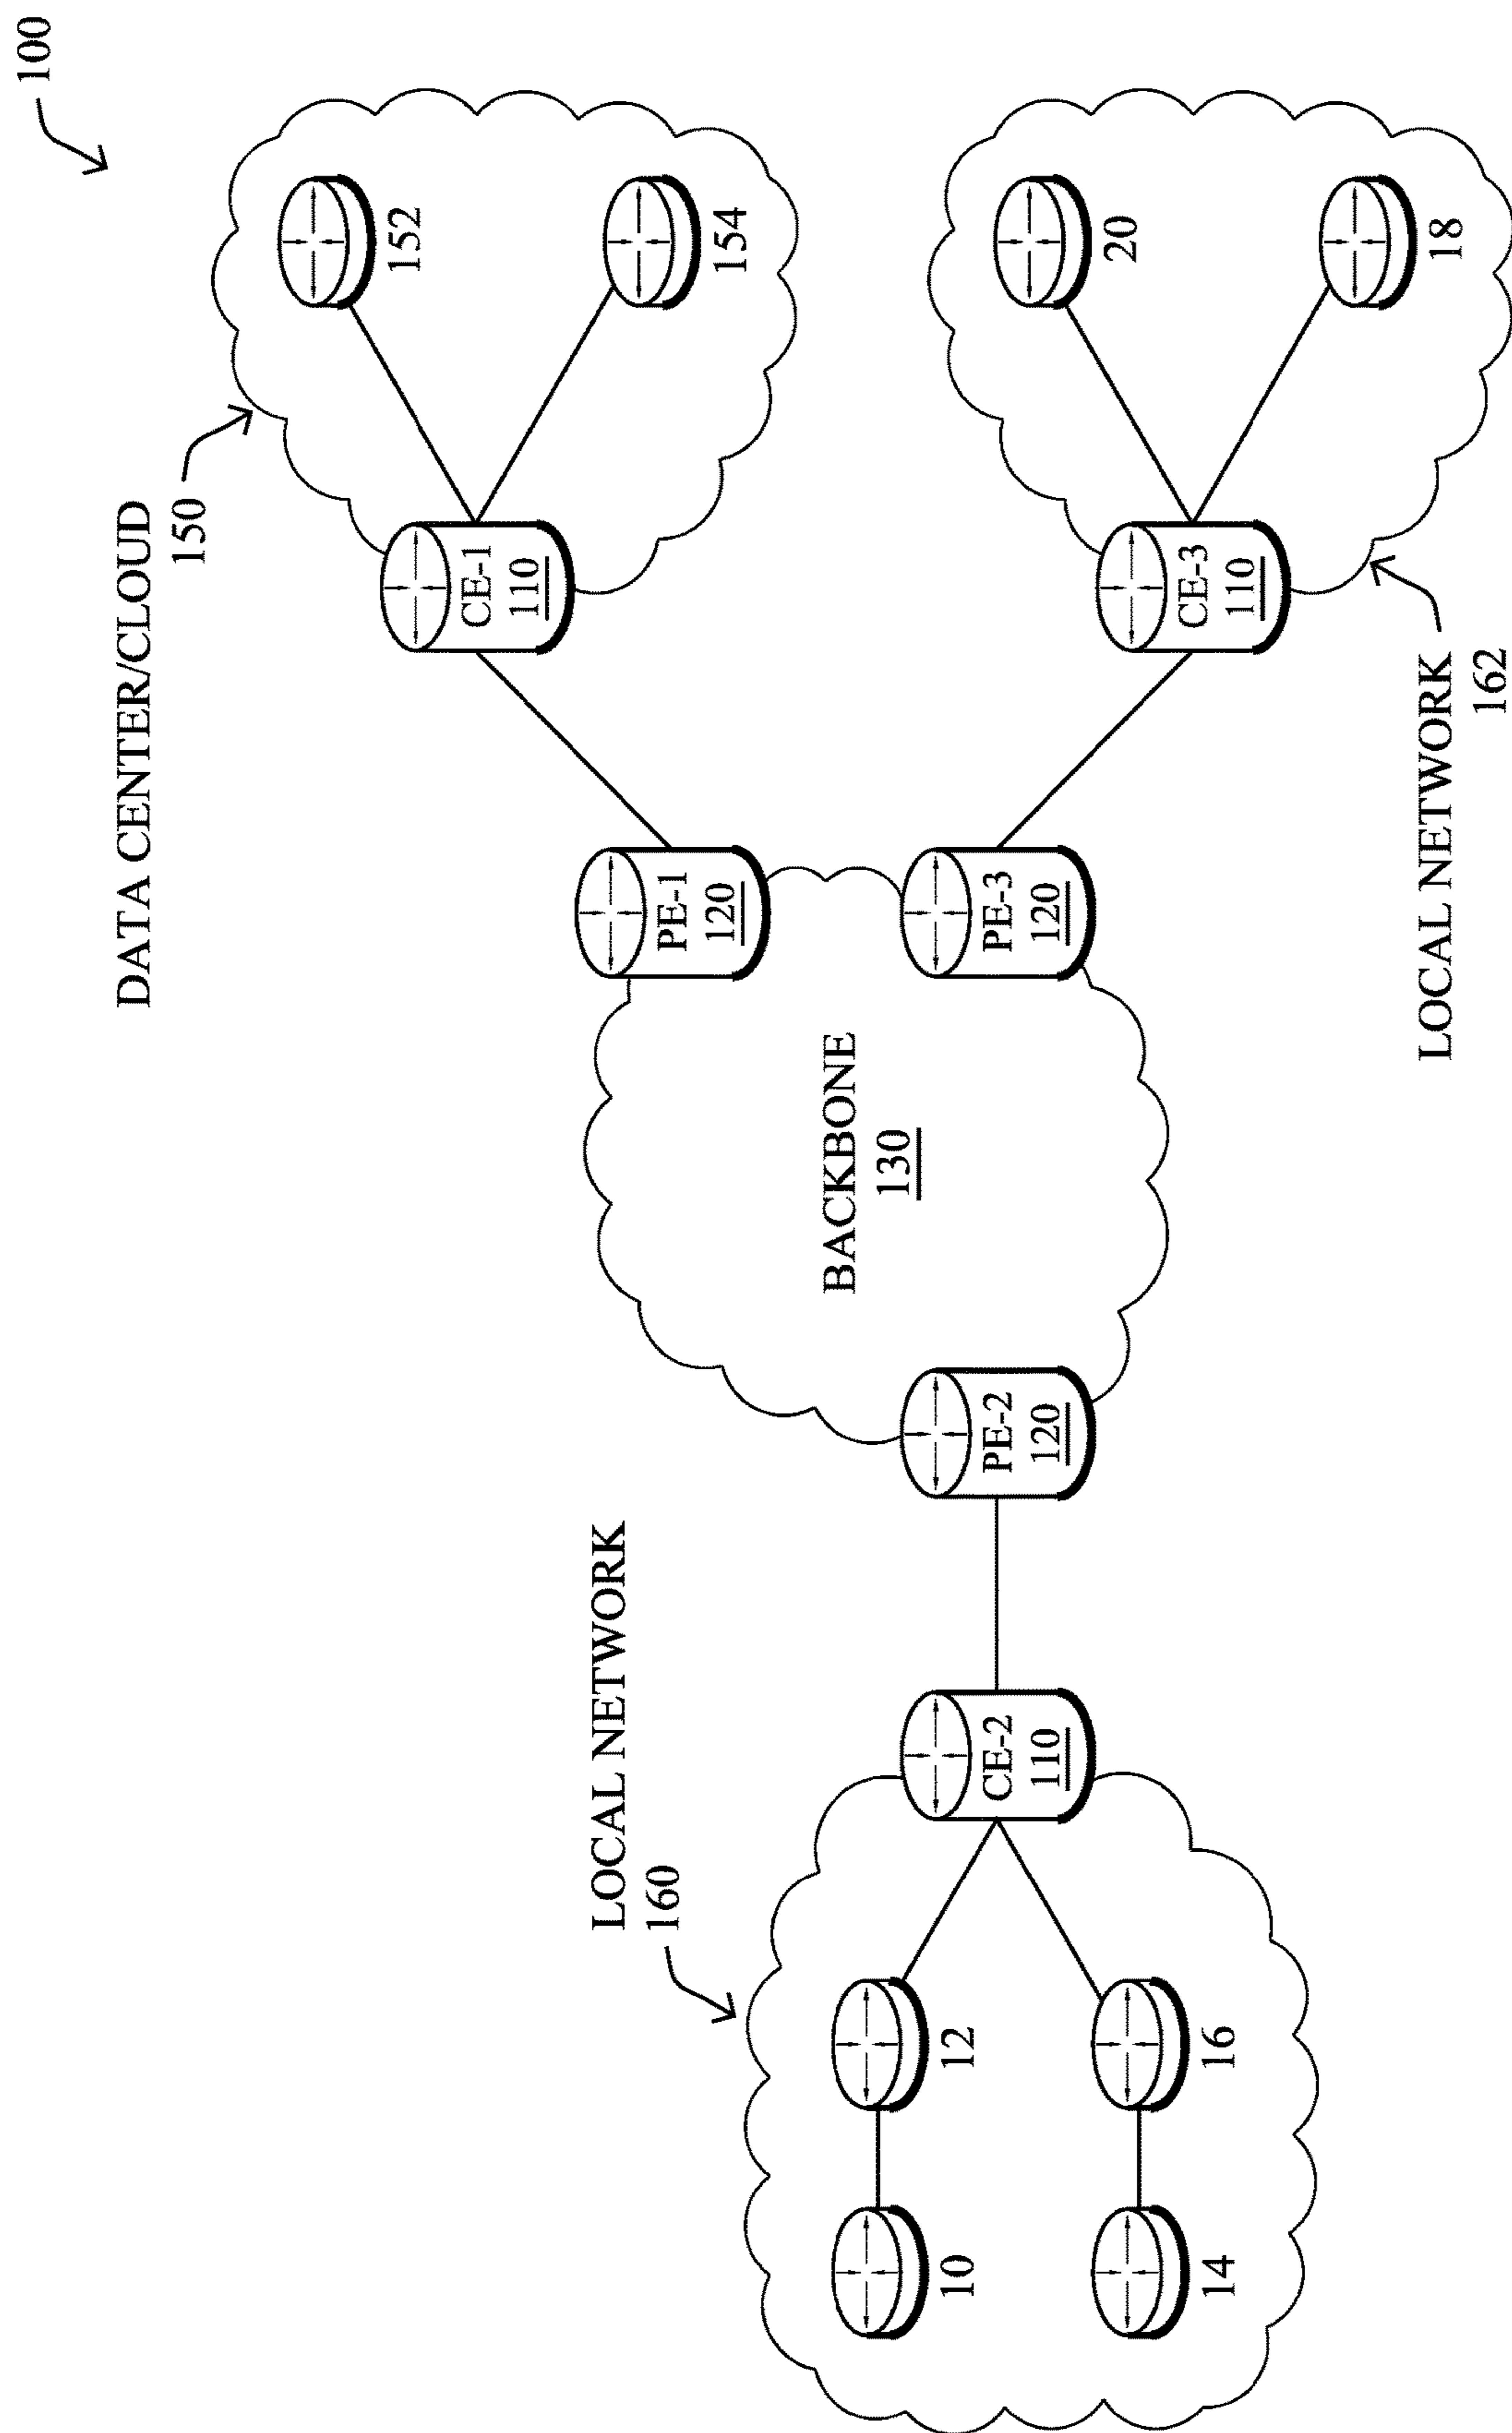 100
DATA CENTER/CLOUD
150
152
154
CE-1
110
PE-1
120
LOCAL NETWORK
160
BACKBONE
130
10
12
14
16
CE-2
110
PE-2
120
PE-3
120
CE-3
110
20
18
LOCAL NETWORK
162